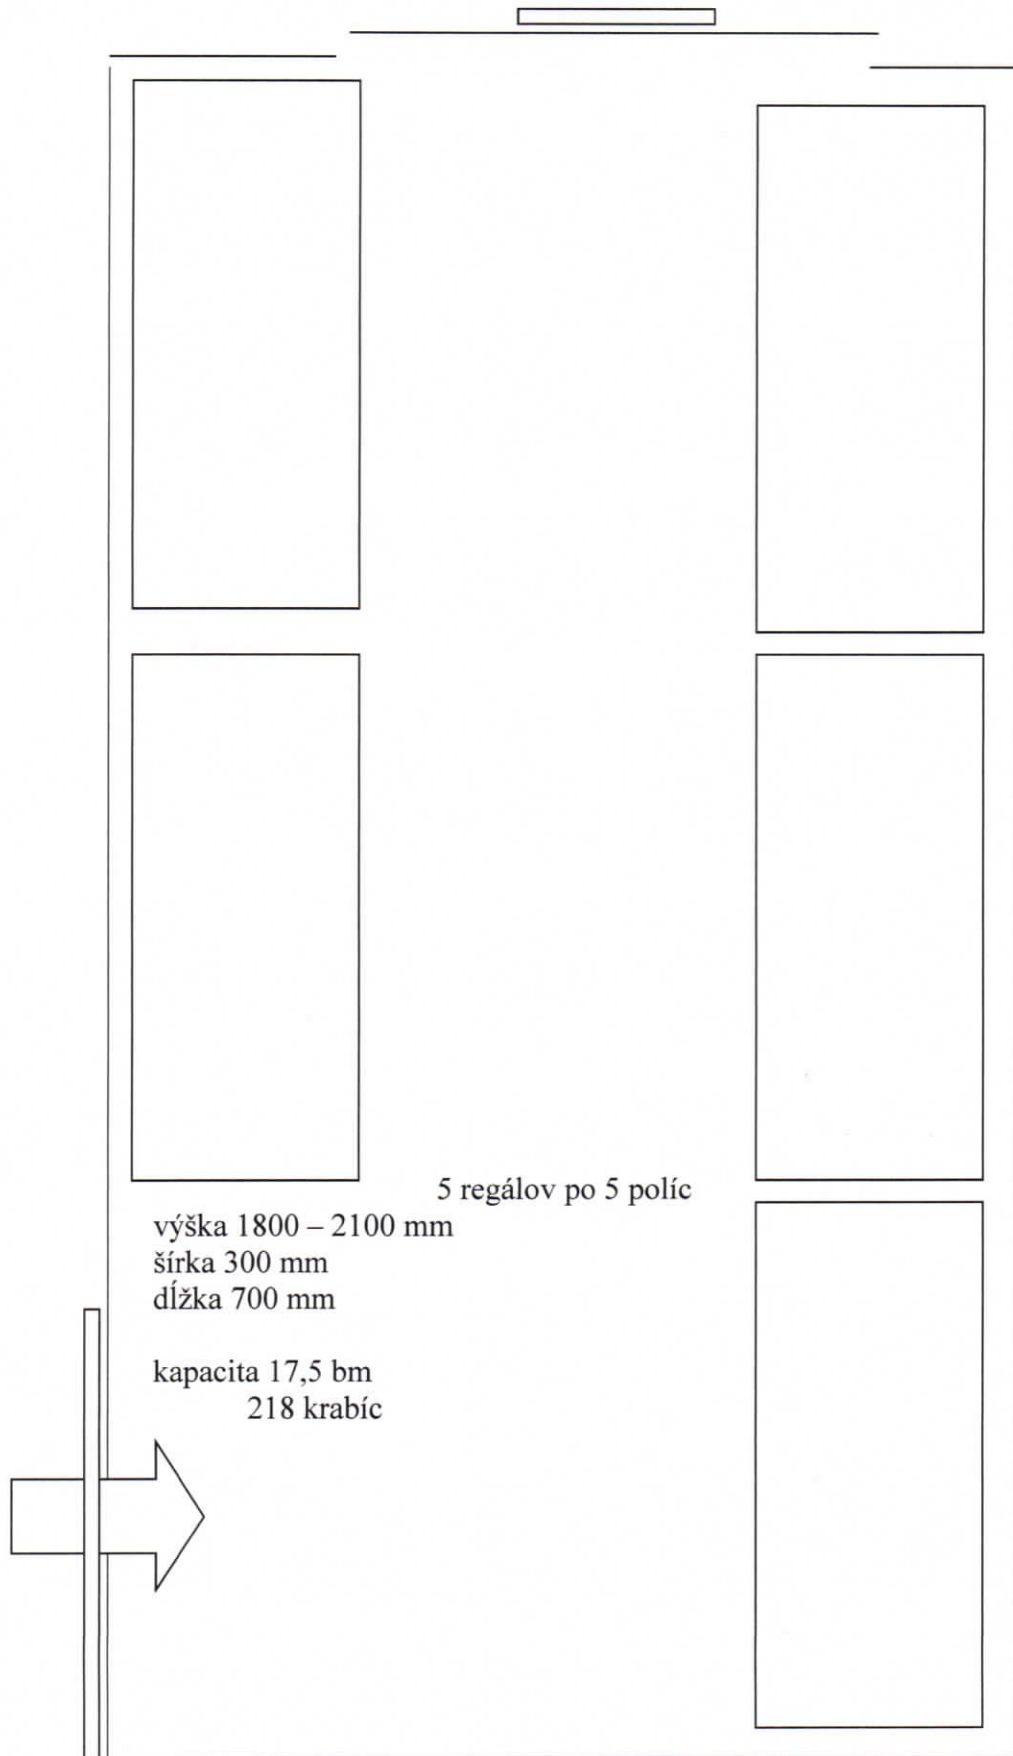 5 regálov po 5 políc
výška 1800 – 2100 mm
šírka 300 mm
dĺžka 700 mm
kapacita 17,5 bm
218 krabíc